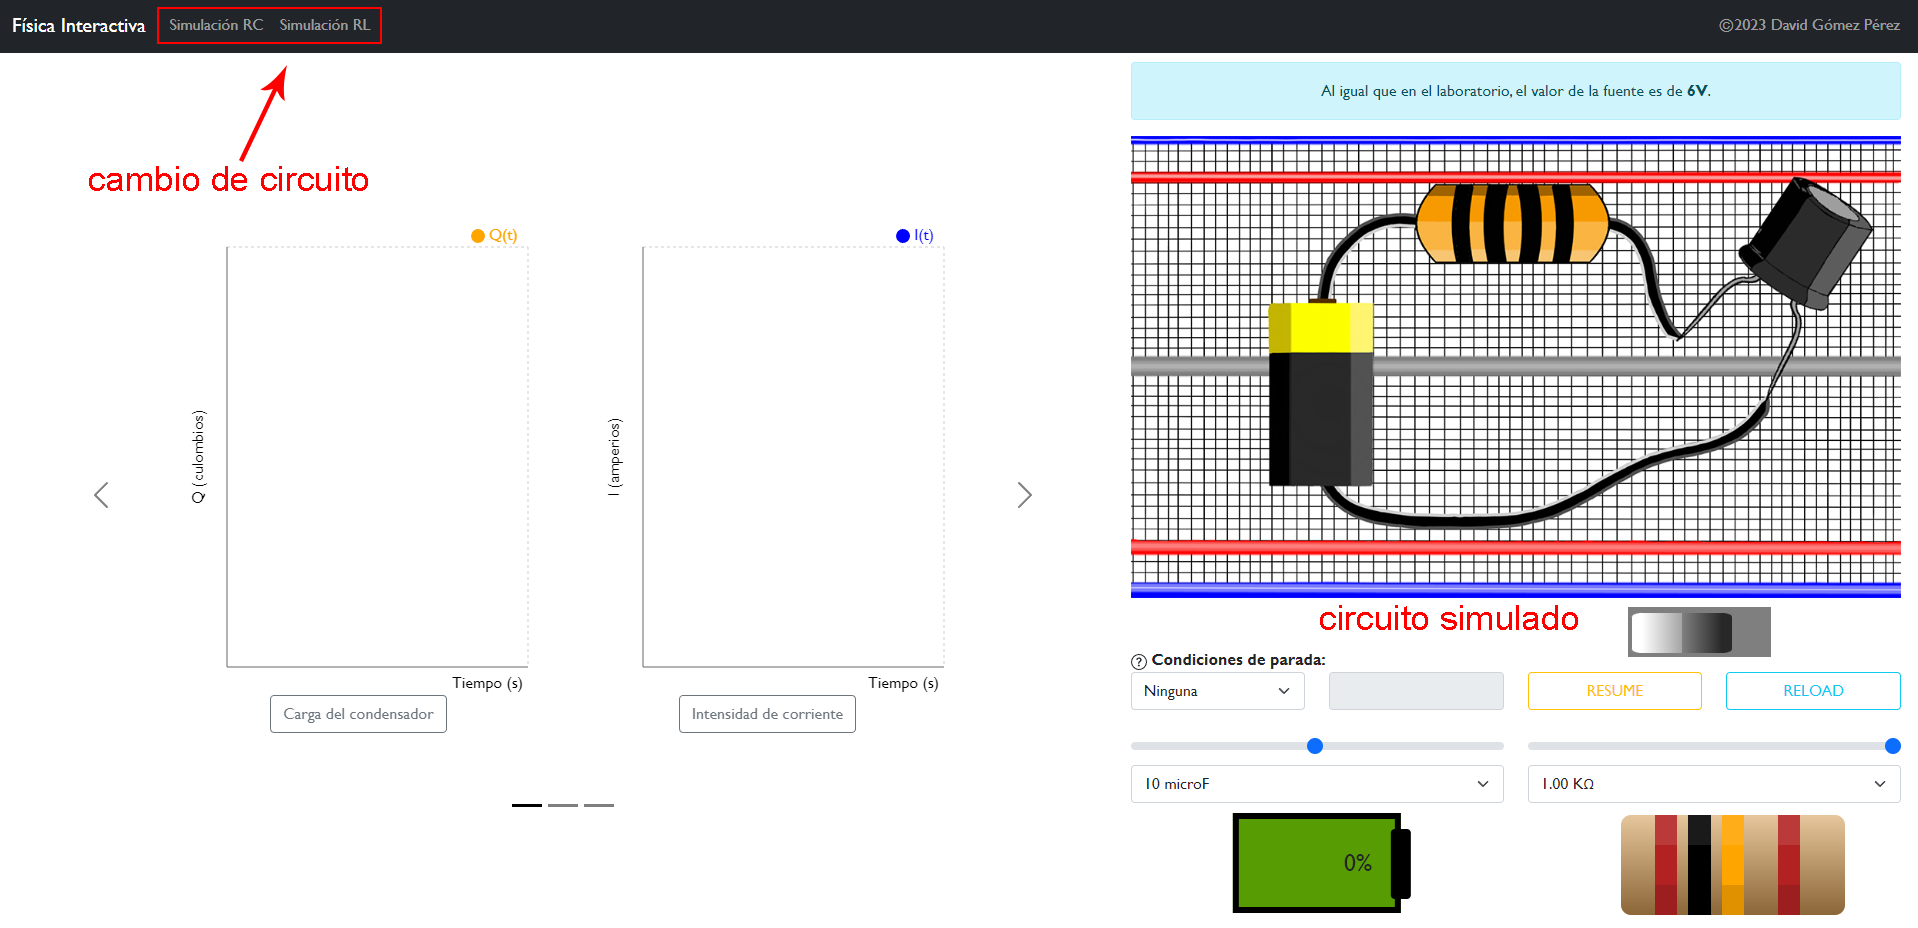 Física Interactiva Simulación RC Simulación RL ©2023 David Gómez Pérez
Al igual que en el laboratorio, el valor de la fuente es de 6V.
cambio de circuito
Q(t)
I(t)
Q (culombios)
I (amperios)
Tiempo (s)
Tiempo (s)
Carga del condensador
Intensidad de corriente
circuito simulado
? Condiciones de parada:
Ninguna
RESUME
RELOAD
10 microF
1.00 KΩ
0%